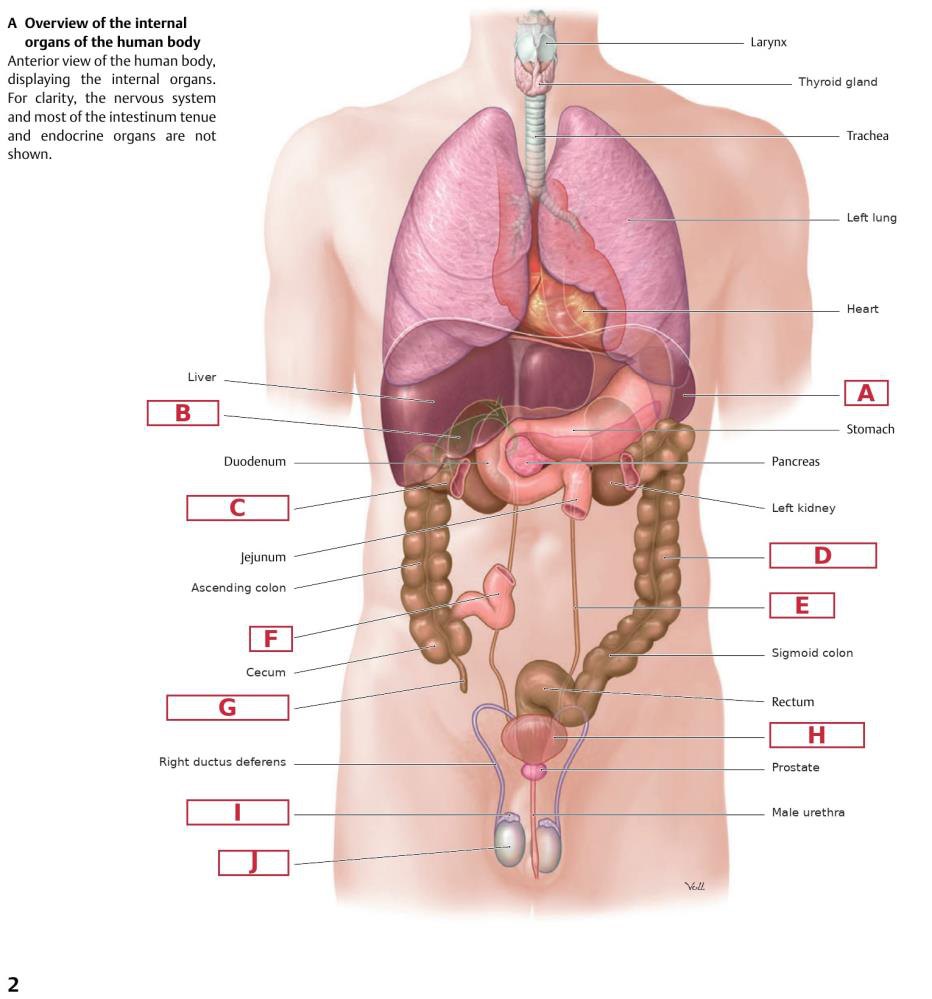 A Overview of the internal
organs of the human body
Anterior view of the human body,
displaying the internal organs.
For clarity, the nervous system
and most of the intestinum tenue
and endocrine organs are not
shown.
Larynx
Thyroid gland
Trachea
Left lung
Heart
Liver
A
B
Stomach
Duodenum
Pancreas
C
Left kidney
Jejunum
D
Ascending colon
E
F
Sigmoid colon
Cecum
Rectum
G
H
Right ductus deferens
Prostate
I
Male urethra
J
Voll
2